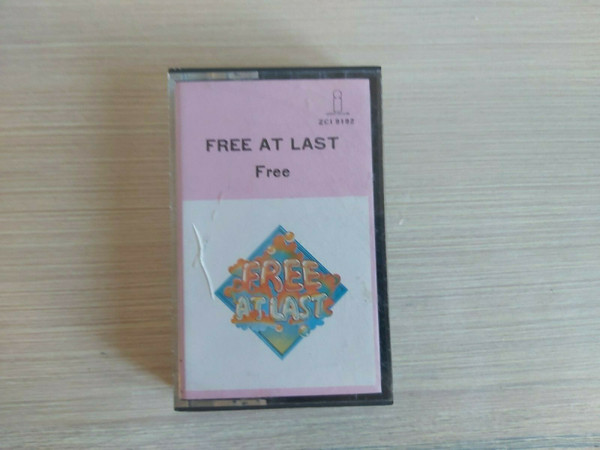 ZCI 9192
FREE AT LAST
Free
FREE
AT LAST